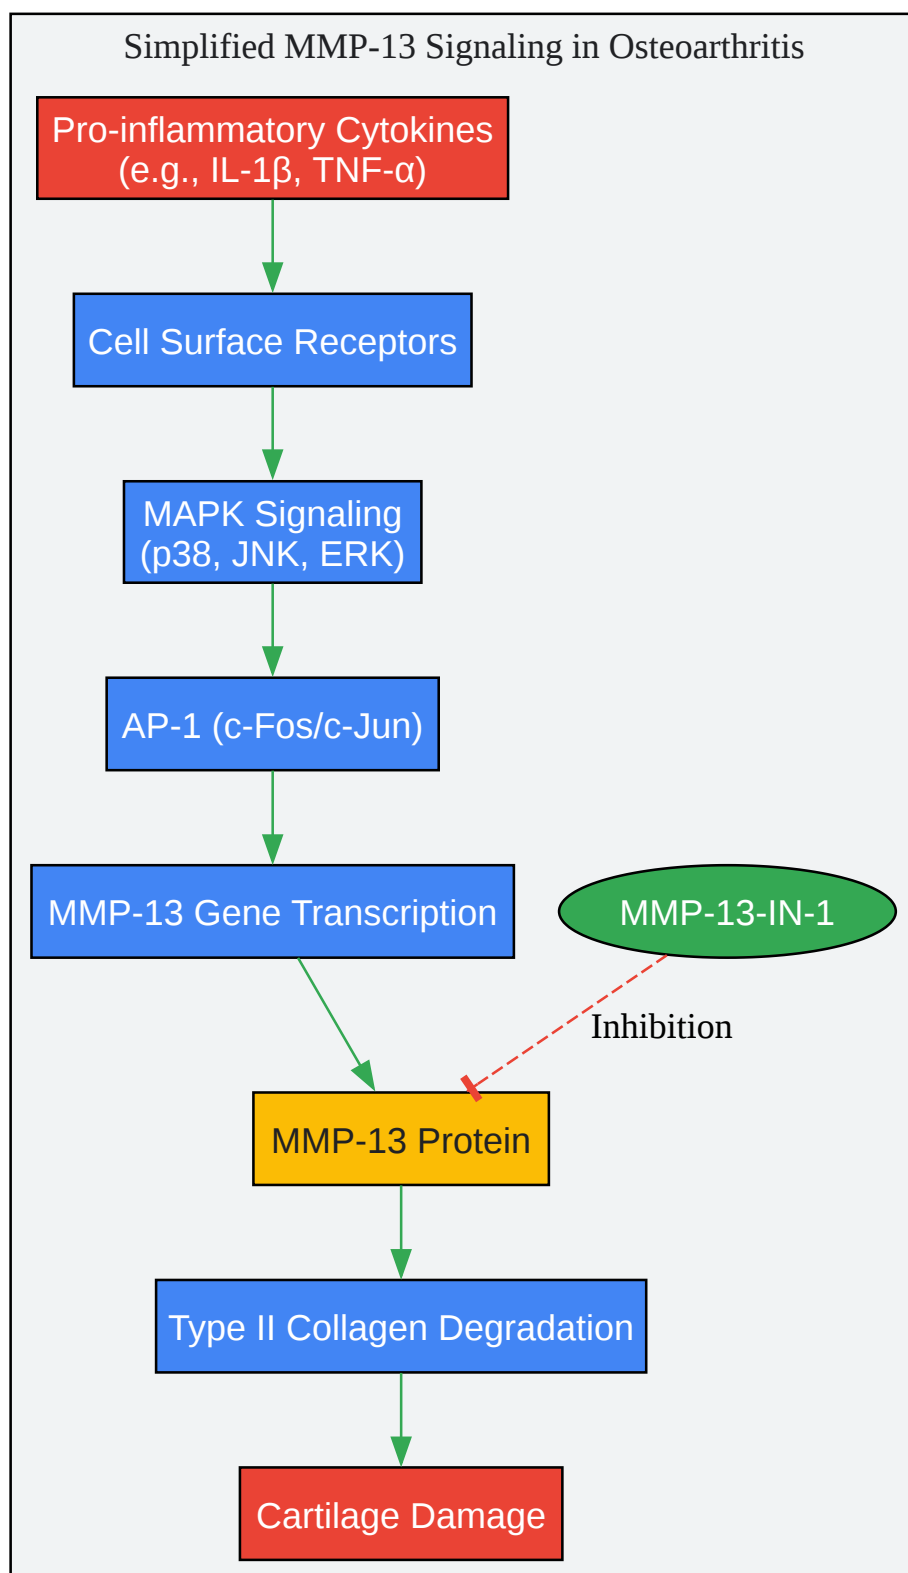 Simplified MMP-13 Signaling in Osteoarthritis
Pro-inflammatory Cytokines
(e.g., IL-1β, TNF-α)
Cell Surface Receptors
MAPK Signaling
(p38, JNK, ERK)
AP-1 (c-Fos/c-Jun)
MMP-13 Gene Transcription
MMP-13-IN-1
Inhibition
MMP-13 Protein
Type II Collagen Degradation
Cartilage Damage